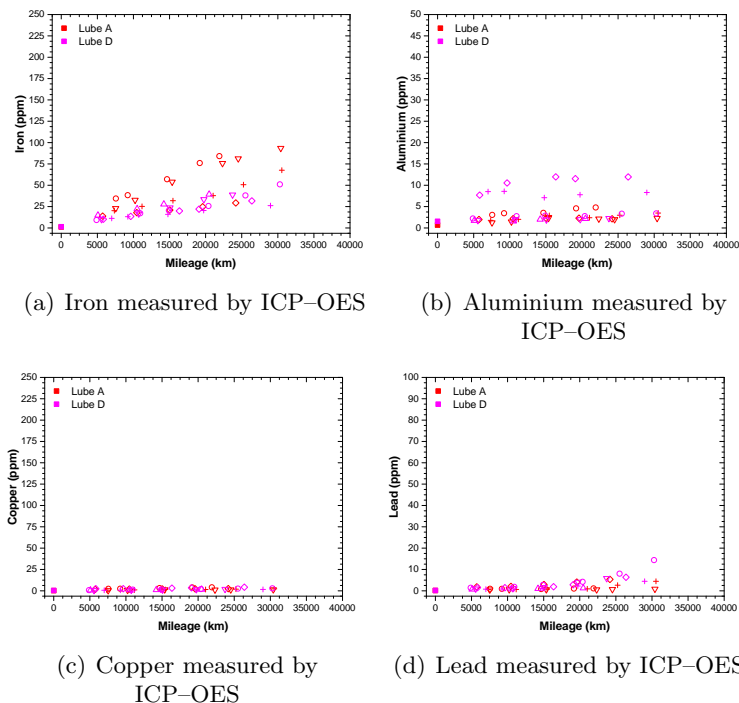 250
225
200
175
150
125
100
75
50
25
0
Iron (ppm)
Lube A
Lube D
0 5000 10000 15000 20000 25000 30000 35000 40000
Mileage (km)
(a) Iron measured by ICP–OES
50
45
40
35
30
25
20
15
10
5
0
Aluminium (ppm)
Lube A
Lube D
0 5000 10000 15000 20000 25000 30000 35000 40000
Mileage (km)
(b) Aluminium measured by
ICP–OES
250
225
200
175
150
125
100
75
50
25
0
Copper (ppm)
Lube A
Lube D
0 5000 10000 15000 20000 25000 30000 35000 40000
Mileage (km)
(c) Copper measured by
ICP–OES
100
90
80
70
60
50
40
30
20
10
0
Lead (ppm)
Lube A
Lube D
0 5000 10000 15000 20000 25000 30000 35000 40000
Mileage (km)
(d) Lead measured by ICP–OES